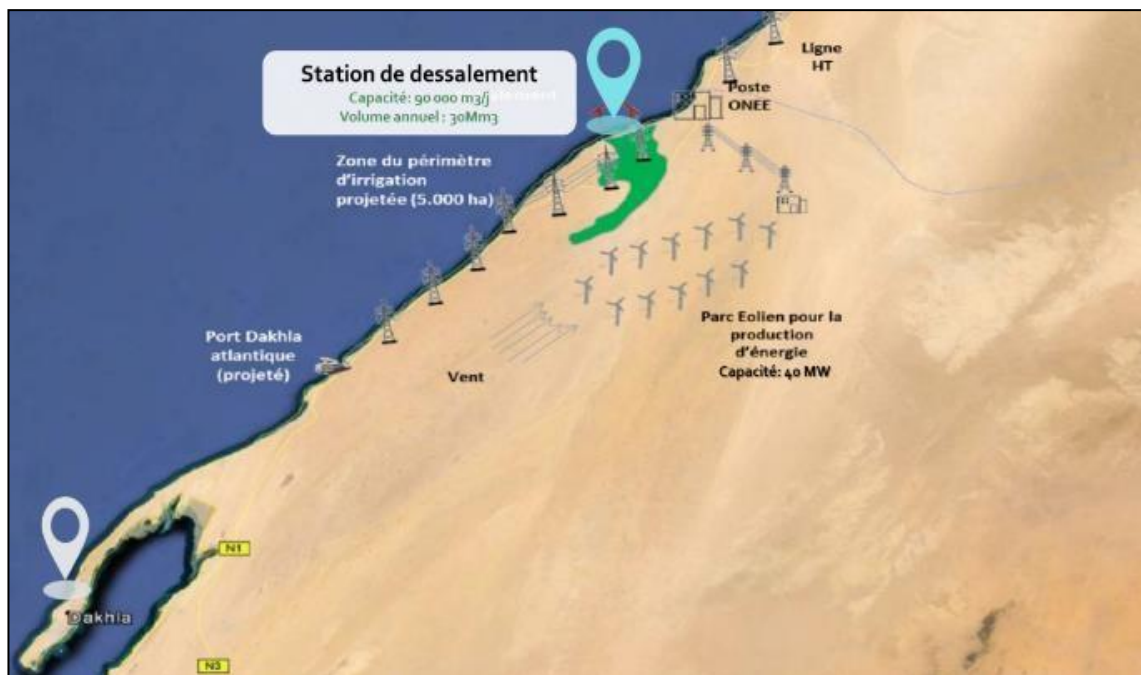 Station de dessalement
Capacité: 90 000 m3/j
Volume annuel : 30Mm3
Ligne
HT
Poste
ONEE
Zone du périmètre
d'irrigation
projetée (5.000 ha)
Port Dakhla
atlantique
(projeté)
Vent
Parc Eolien pour la
production
d'énergie
Capacité: 40 MW
N1
Dakhla
N3